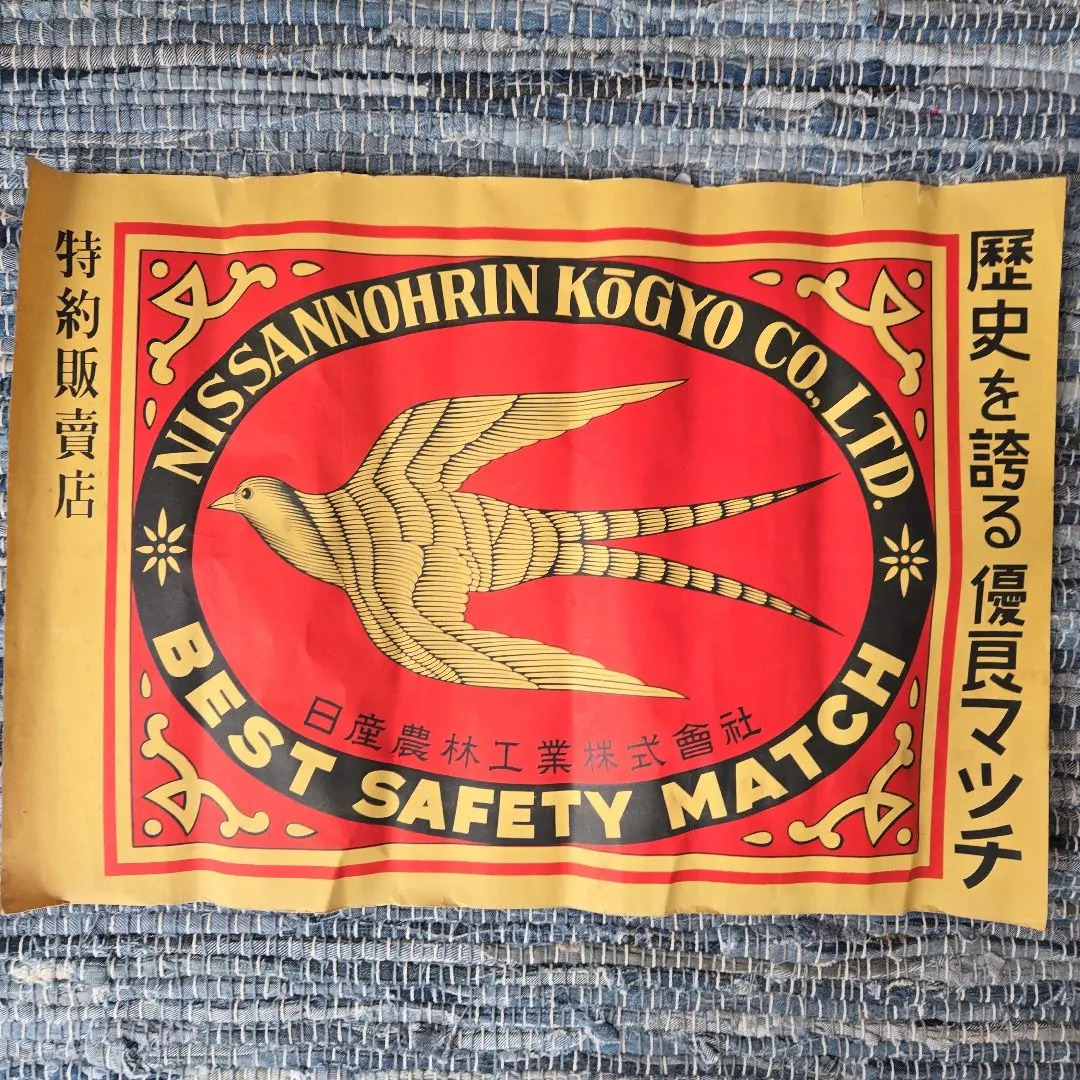 歴史を誇る 優良マッチ
NISSANNOHRIN KōGYO CO., LTD.
日産農林工業株式會社
BEST SAFETY MATCH
特約販賣店